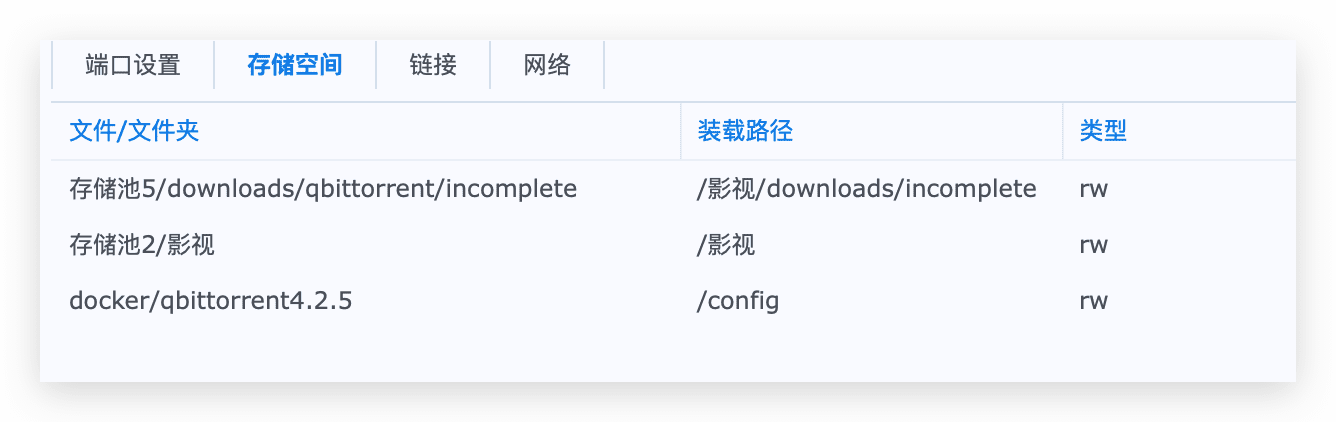 端口设置 存储空间 链接 网络
文件/文件夹 装载路径 类型
存储池5/downloads/qbittorrent/incomplete /影视/downloads/incomplete rw
存储池2/影视 /影视 rw
docker/qbittorrent4.2.5 /config rw